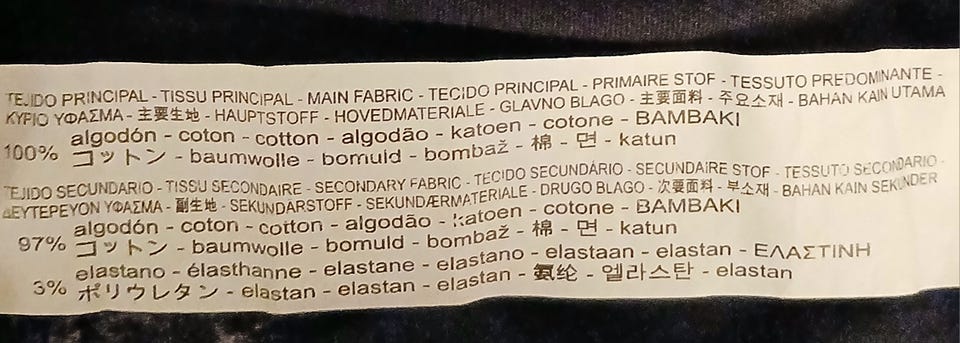 TEJIDO PRINCIPAL - TISSU PRINCIPAL - MAIN FABRIC - TECIDO PRINCIPAL - PRIMAIRE STOF - TESSUTO PREDOMINANTE -
ΚΥΡΙΟ ΥΦΑΣΜΑ - 主要生地 - HAUPTSTOFF - HOVEDMATERIALE - GLAVNO BLAGO - 主要面料 - 주요소재 - BAHAN KAIN UTAMA
algodón - coton - cotton - algodão - katoen - cotone - BAMBAKI
100% コットン - baumwolle - bomuld - bombaž - 棉 - 면 - katun
TEJIDO SECUNDARIO - TISSU SECONDAIRE - SECONDARY FABRIC - TECIDO SECUNDÁRIO - SECUNDAIRE STOF - TESSUTO SECONDARIO -
ΔΕΥΤΕΡΕΥΟΝ ΥΦΑΣΜΑ - 副生地 - SEKUNDÄRSTOFF - SEKUNDÆRMATERIALE - DRUGO BLAGO - 次要面料 - 부소재 - BAHAN KAIN SEKUNDER
algodón - coton - cotton - algodão - katoen - cotone - BAMBAKI
97% コットン - baumwolle - bomuld - bombaž - 棉 - 면 - katun
elastano - élasthanne - elastane - elastano - elastaan - elastan - ΕΛΑΣΤΙΝΗ
3% ポリウレタン - elastan - elastan - elastan - 氨纶 - 엘라스탄 - elastan